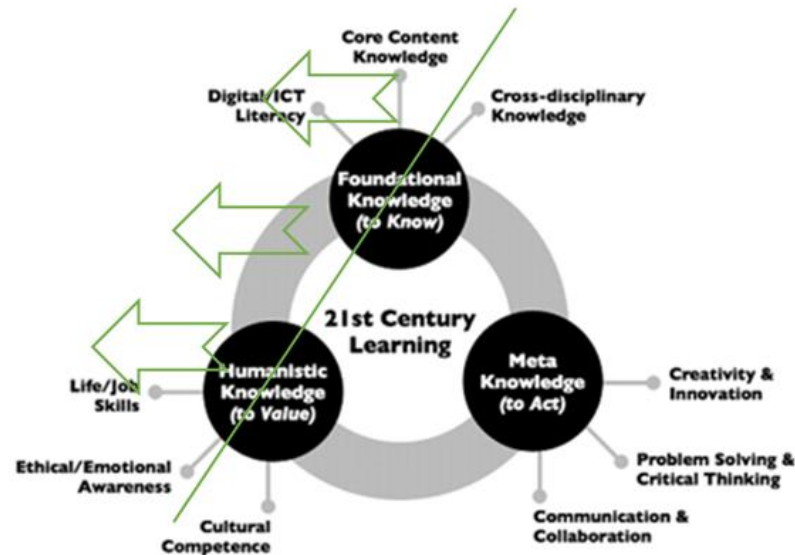 Core Content
Knowledge
Digital/ICT
Literacy
Cross-disciplinary
Knowledge
Foundational
Knowledge
(to Know)
21st Century
Learning
Humanistic
Knowledge
(to Value)
Meta
Knowledge
(to Act)
Life/Job
Skills
Ethical/Emotional
Awareness
Cultural
Competence
Creativity &
Innovation
Problem Solving &
Critical Thinking
Communication &
Collaboration